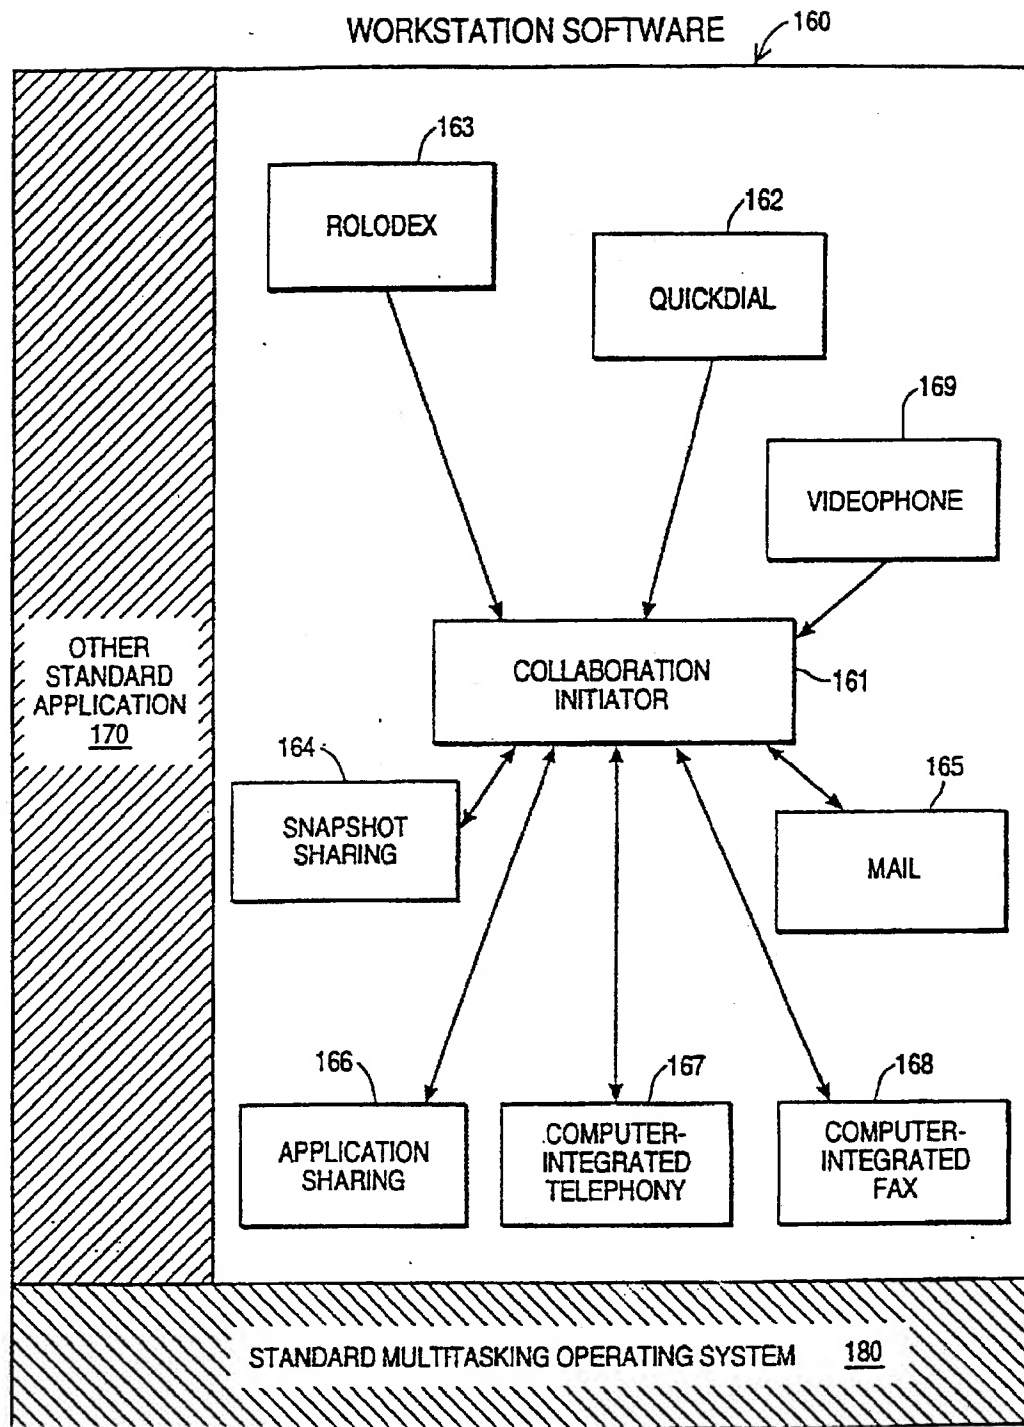 WORKSTATION SOFTWARE
160
163
ROLODEX
162
QUICKDIAL
169
VIDEOPHONE
COLLABORATION
INITIATOR
161
OTHER
STANDARD
APPLICATION
170
164
SNAPSHOT
SHARING
165
MAIL
166
APPLICATION
SHARING
167
COMPUTER-
INTEGRATED
TELEPHONY
168
COMPUTER-
INTEGRATED
FAX
STANDARD MULTITASKING OPERATING SYSTEM 180